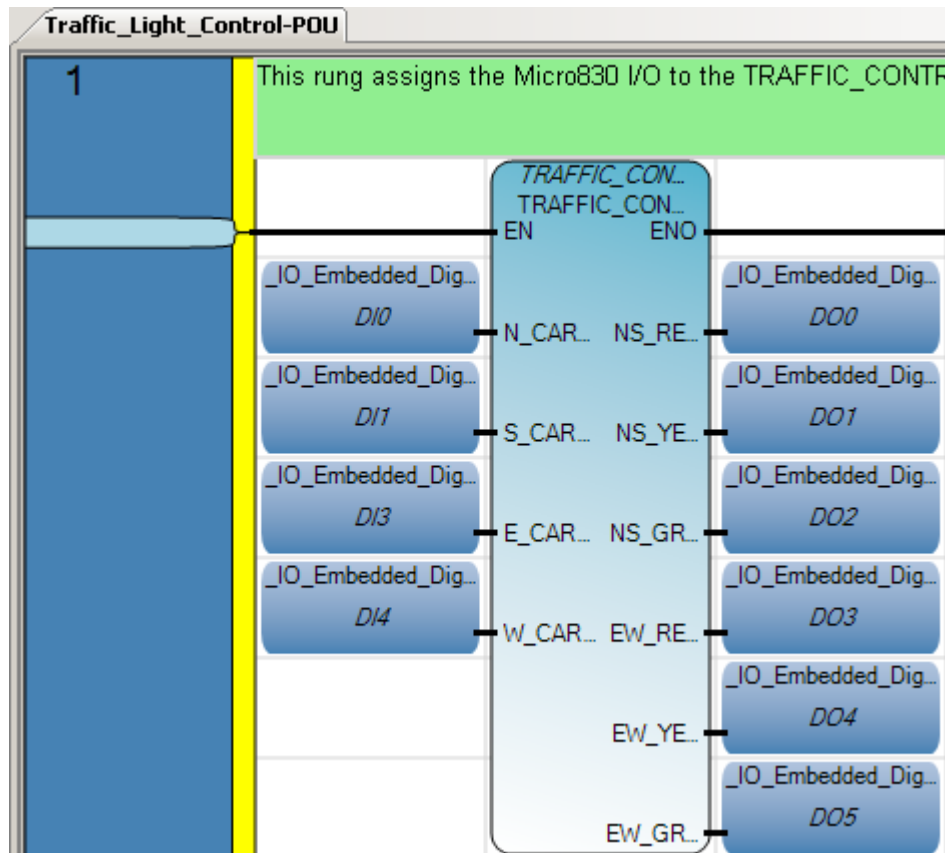 Traffic_Light_Control-POU
1
This rung assigns the Micro830 I/O to the TRAFFIC_CONTR
TRAFFIC_CON...
TRAFFIC_CON...
EN ENO
_IO_Embedded_Dig... _IO_Embedded_Dig...
DI0 DO0
N_CAR... NS_RE...
_IO_Embedded_Dig... _IO_Embedded_Dig...
DI1 DO1
S_CAR... NS_YE...
_IO_Embedded_Dig... _IO_Embedded_Dig...
DI3 DO2
E_CAR... NS_GR...
_IO_Embedded_Dig... _IO_Embedded_Dig...
DI4 DO3
W_CAR... EW_RE...
_IO_Embedded_Dig...
DO4
EW_YE...
_IO_Embedded_Dig...
DO5
EW_GR...